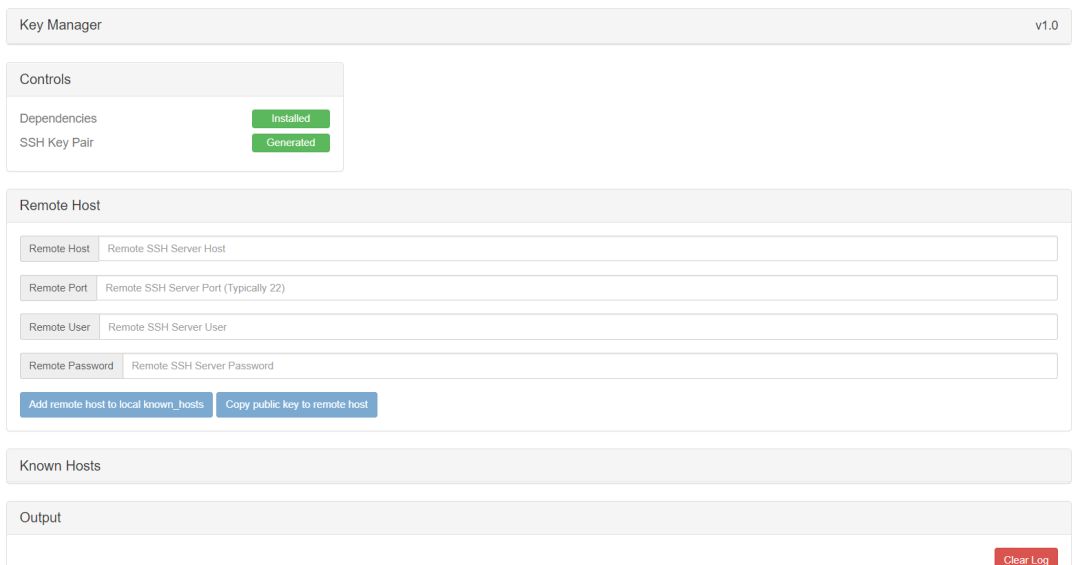 Key Manager v1.0
Controls
Dependencies Installed
SSH Key Pair Generated
Remote Host
Remote Host Remote SSH Server Host
Remote Port Remote SSH Server Port (Typically 22)
Remote User Remote SSH Server User
Remote Password Remote SSH Server Password
Add remote host to local known_hosts Copy public key to remote host
Known Hosts
Output
Clear Log